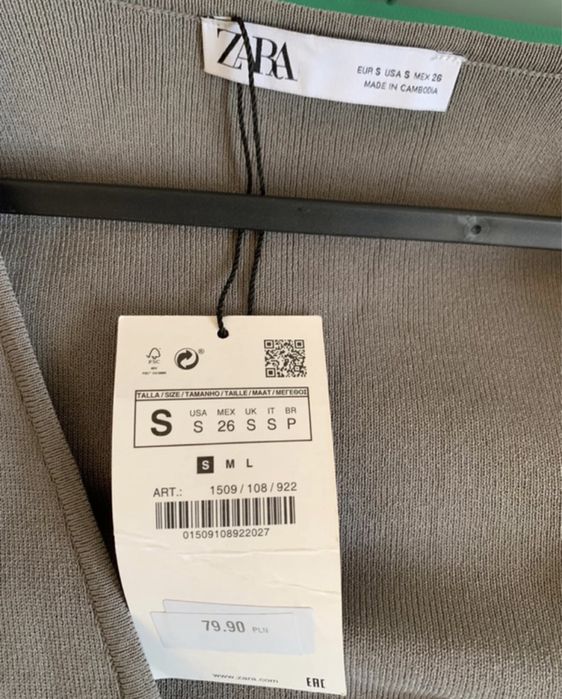 ZARA
EUR S USA S MEX 26
MADE IN CAMBODIA
FSC
TALLA / SIZE / TAMANHO / TAILLE / MAAT / ΜΕΓΕΘΟΣ
S
USA MEX UK IT BR
S 26 S S P
S M L
ART.: 1509 / 108 / 922
01509108922027
79.90 PLN
www.zara.com
EAC